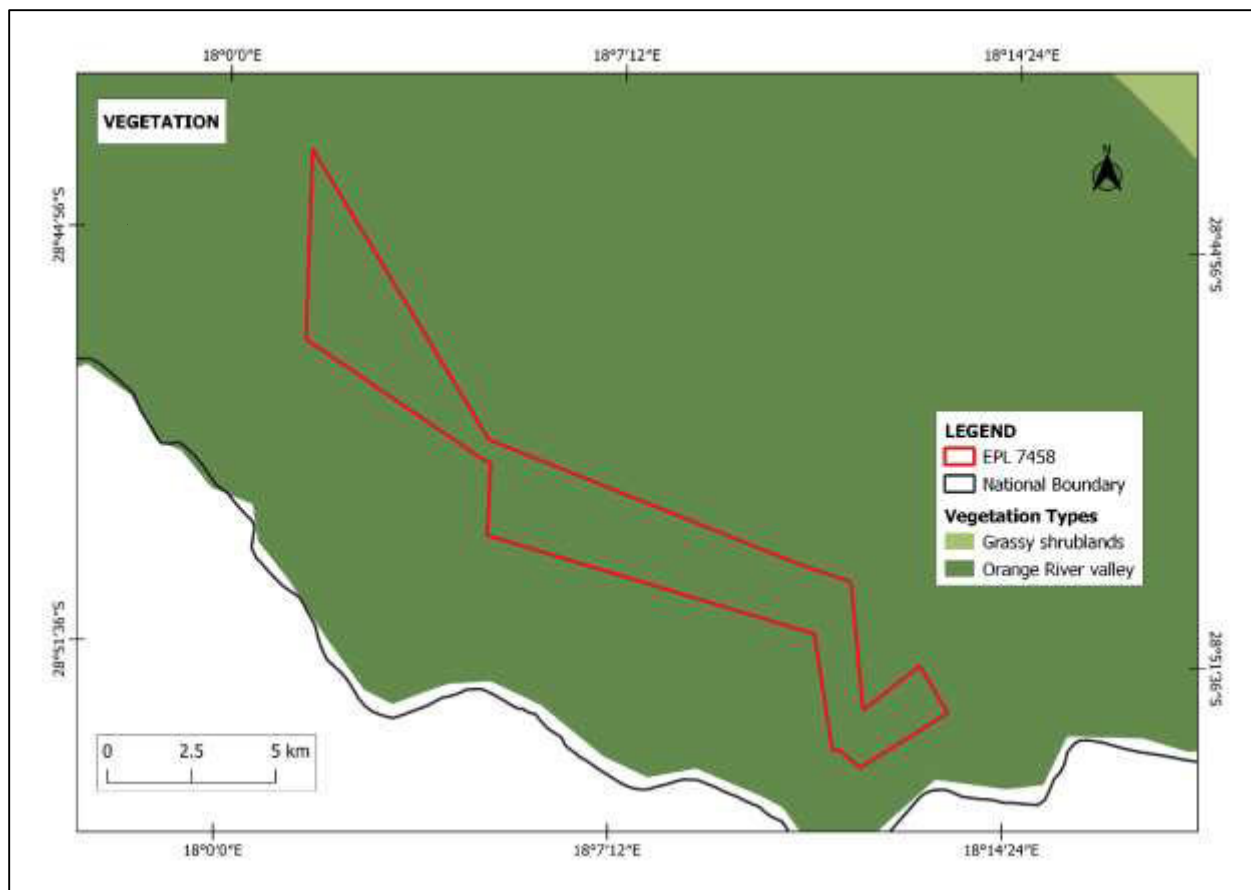 18°0'0"E
18°7'12"E
18°14'24"E
VEGETATION
N
28°44'56"S
28°44'56"S
LEGEND
EPL 7458
National Boundary
Vegetation Types
Grassy shrublands
Orange River valley
28°51'36"S
28°51'36"S
0 2.5 5 km
18°0'0"E
18°7'12"E
18°14'24"E